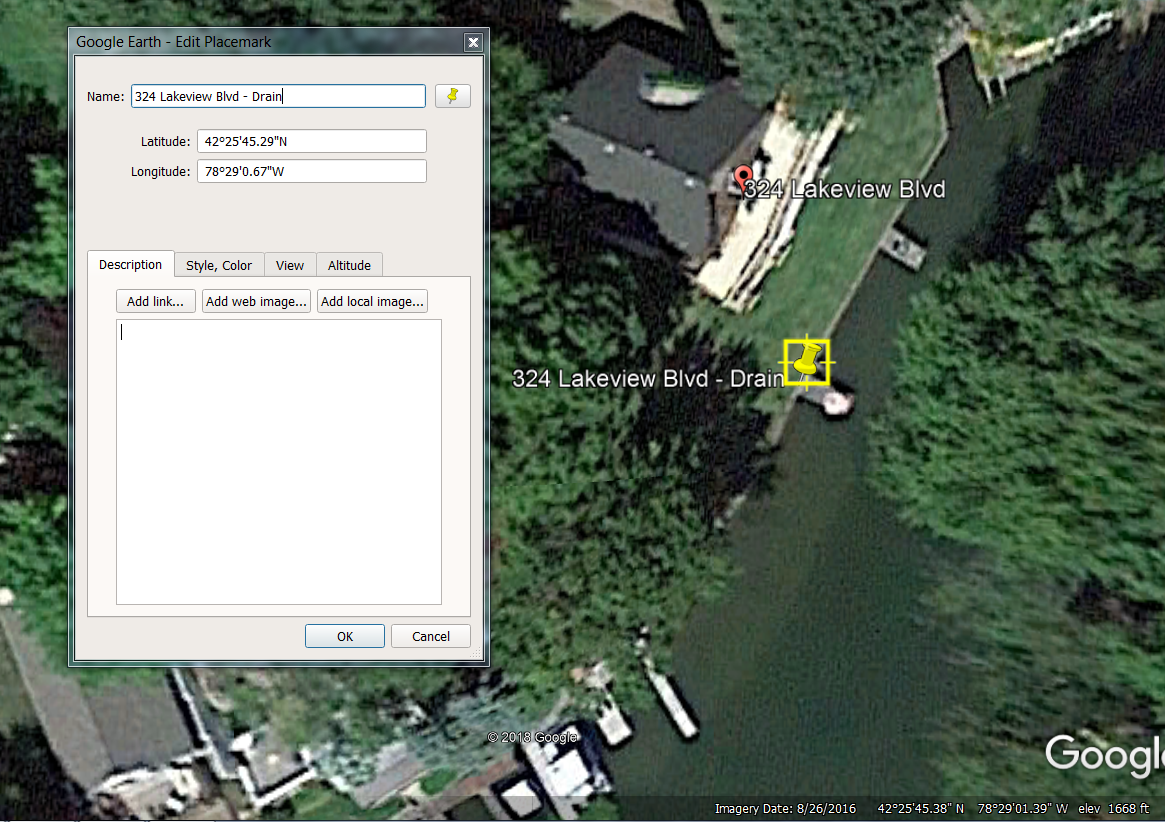 Google Earth - Edit Placemark
Name: 324 Lakeview Blvd - Drain
Latitude: 42°25'45.29"N
Longitude: 78°29'0.67"W
Description Style, Color View Altitude
Add link... Add web image... Add local image...
OK Cancel
324 Lakeview Blvd
324 Lakeview Blvd - Drain
© 2018 Google
Google
Imagery Date: 8/26/2016 42°25'45.38" N 78°29'01.39" W elev 1668 ft